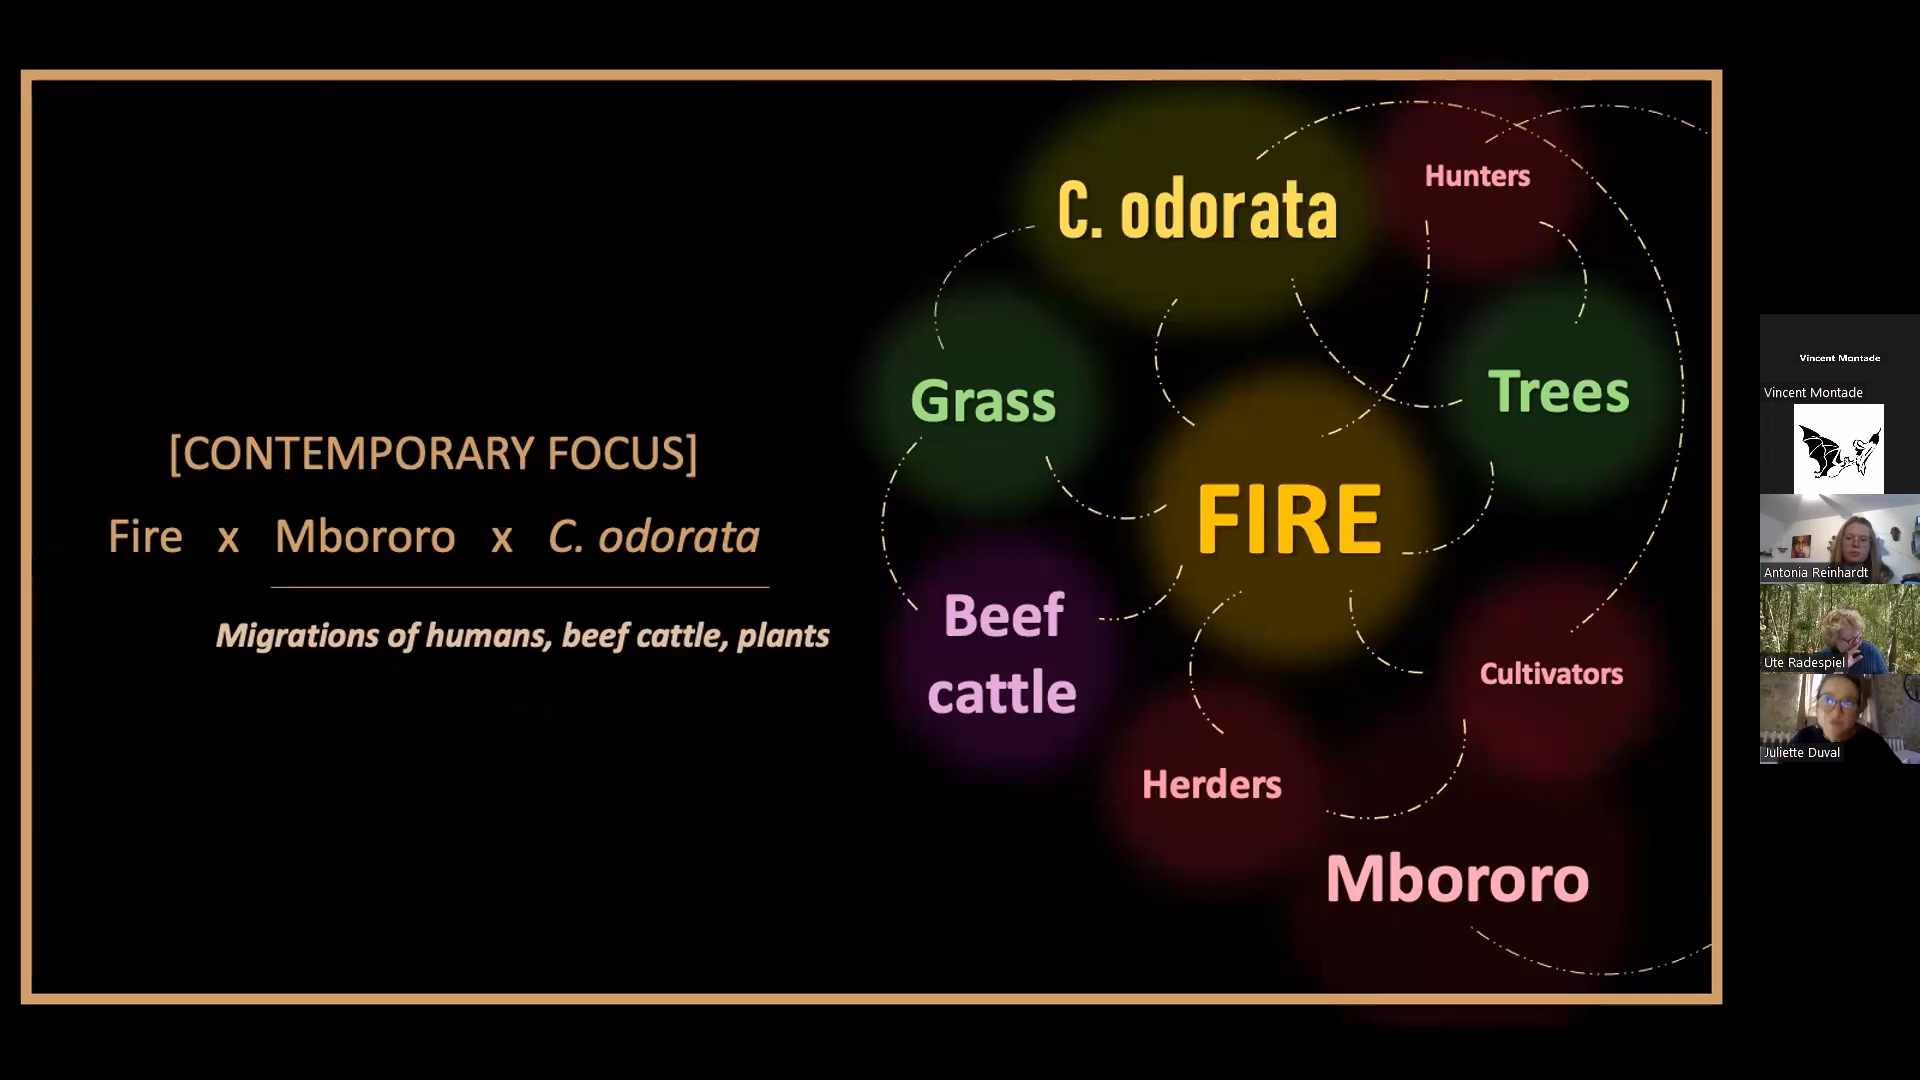 [CONTEMPORARY FOCUS]
Fire x Mbororo x C. odorata
Migrations of humans, beef cattle, plants
C. odorata
Hunters
Grass
Trees
FIRE
Beef
cattle
Cultivators
Herders
Mbororo
Vincent Montade
Vincent Montade
Antonia Reinhardt
Ute Radespiel
Juliette Duval